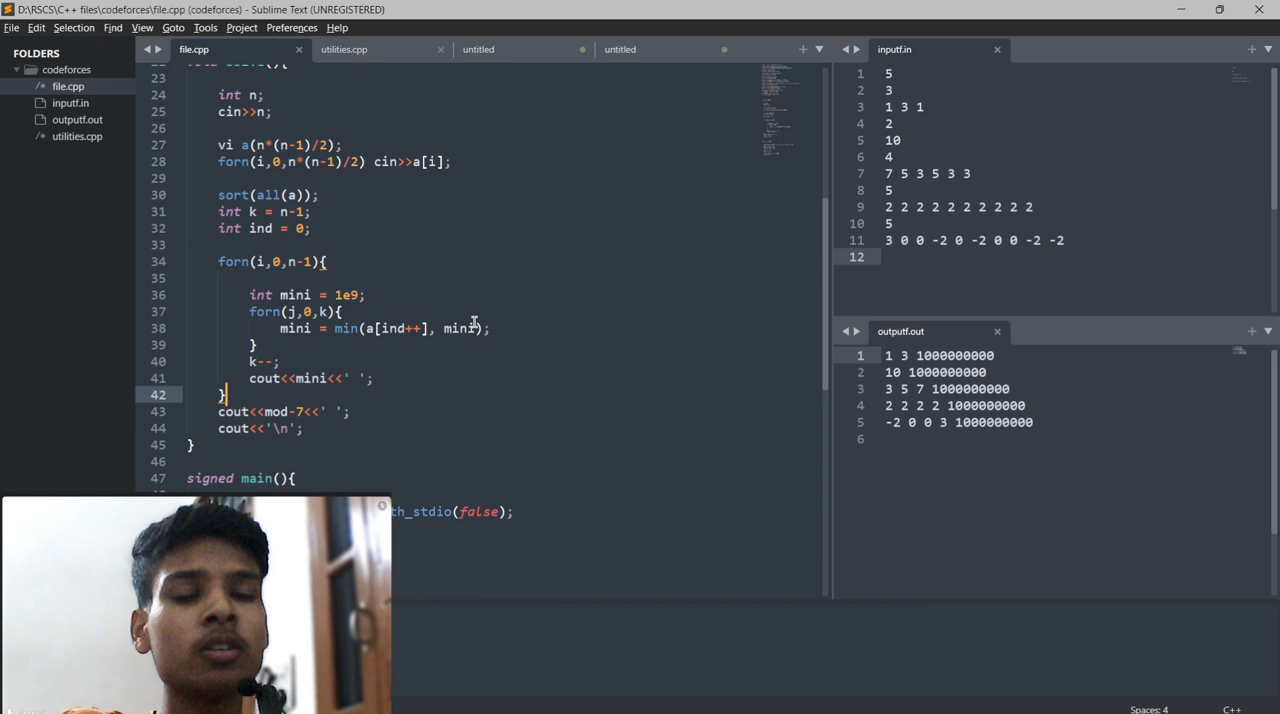 D:\RSCS\C++ files\codeforces\file.cpp (codeforces) - Sublime Text (UNREGISTERED)
File Edit Selection Find View Goto Tools Project Preferences Help
FOLDERS
codeforces
/* file.cpp
inputf.in
outputf.out
/* utilities.cpp
file.cpp utilities.cpp untitled untitled
23
24 int n;
25 cin>>n;
26
27 vi a(n*(n-1)/2);
28 forn(i,0,n*(n-1)/2) cin>>a[i];
29
30 sort(all(a));
31 int k = n-1;
32 int ind = 0;
33
34 forn(i,0,n-1){
35
36 int mini = 1e9;
37 forn(j,0,k){
38 mini = min(a[ind++], mini);
39 }
40 k--;
41 cout<<mini<<' ';
42 }
43 cout<<mod-7<<' ';
44 cout<<'\n';
45 }
46
47 signed main(){
th_stdio(false);
inputf.in
1 5
2 3
3 1 3 1
4 2
5 10
6 4
7 7 5 3 5 3 3
8 5
9 2 2 2 2 2 2 2 2 2 2
10 5
11 3 0 0 -2 0 -2 0 0 -2 -2
12
outputf.out
1 1 3 1000000000
2 10 1000000000
3 3 5 7 1000000000
4 2 2 2 2 1000000000
5 -2 0 0 3 1000000000
6
Spaces: 4 C++